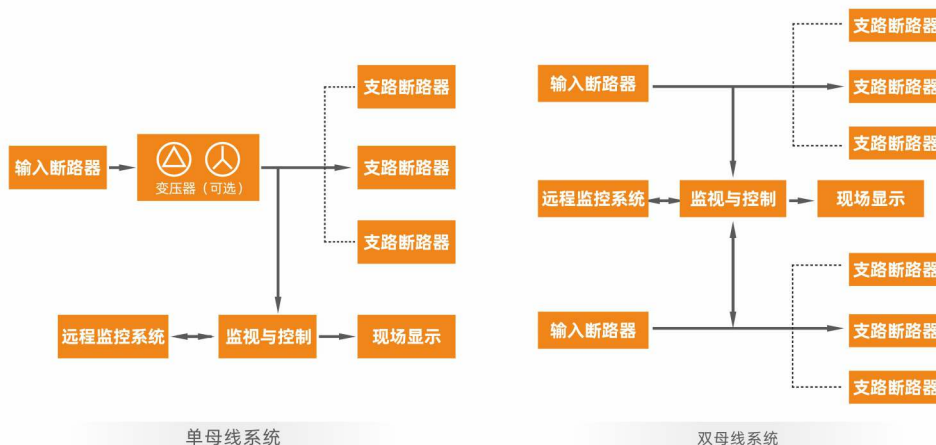 支路断路器
输入断路器
变压器（可选）
支路断路器
支路断路器
远程监控系统
监视与控制
现场显示
单母线系统
支路断路器
输入断路器
支路断路器
支路断路器
远程监控系统
监视与控制
现场显示
支路断路器
输入断路器
支路断路器
支路断路器
双母线系统